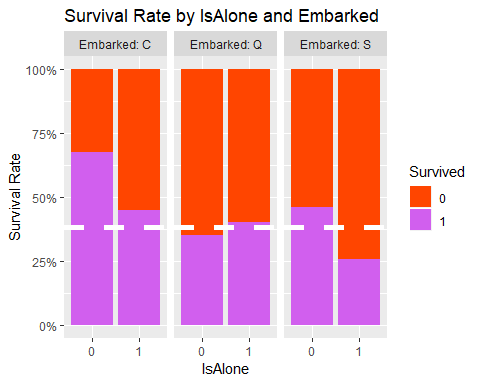 Survival Rate by IsAlone and Embarked
Embarked: C
Embarked: Q
Embarked: S
Survival Rate
100%
75%
50%
25%
0%
0
1
0
1
0
1
IsAlone
Survived
0
1